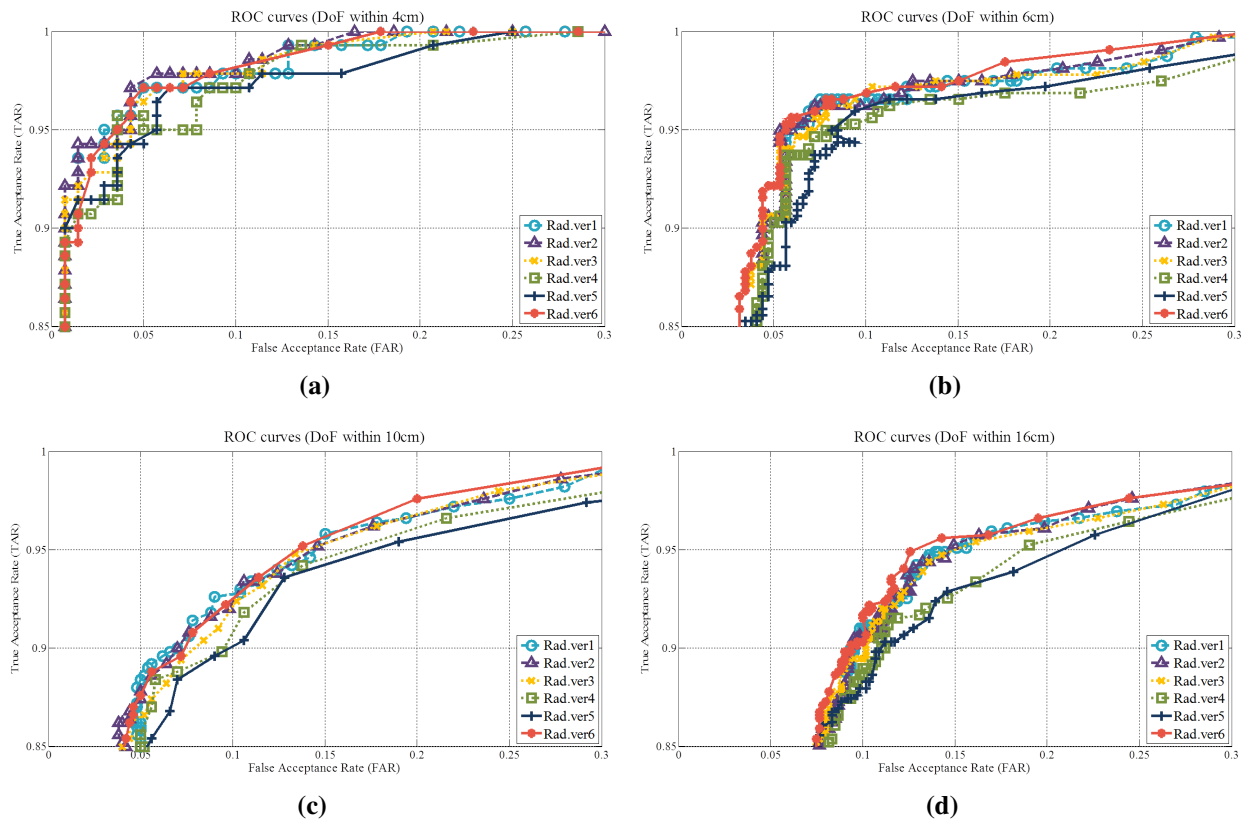 ROC curves (DoF within 4cm)
1
0.95
0.9
0.85
True Acceptance Rate (TAR)
0
0.05
0.1
0.15
0.2
0.25
0.3
False Acceptance Rate (FAR)
Rad.ver1
Rad.ver2
Rad.ver3
Rad.ver4
Rad.ver5
Rad.ver6
(a)
ROC curves (DoF within 6cm)
1
0.95
0.9
0.85
True Acceptance Rate (TAR)
0
0.05
0.1
0.15
0.2
0.25
0.3
False Acceptance Rate (FAR)
Rad.ver1
Rad.ver2
Rad.ver3
Rad.ver4
Rad.ver5
Rad.ver6
(b)
ROC curves (DoF within 10cm)
1
0.95
0.9
0.85
True Acceptance Rate (TAR)
0
0.05
0.1
0.15
0.2
0.25
0.3
False Acceptance Rate (FAR)
Rad.ver1
Rad.ver2
Rad.ver3
Rad.ver4
Rad.ver5
Rad.ver6
(c)
ROC curves (DoF within 16cm)
1
0.95
0.9
0.85
True Acceptance Rate (TAR)
0
0.05
0.1
0.15
0.2
0.25
0.3
False Acceptance Rate (FAR)
Rad.ver1
Rad.ver2
Rad.ver3
Rad.ver4
Rad.ver5
Rad.ver6
(d)